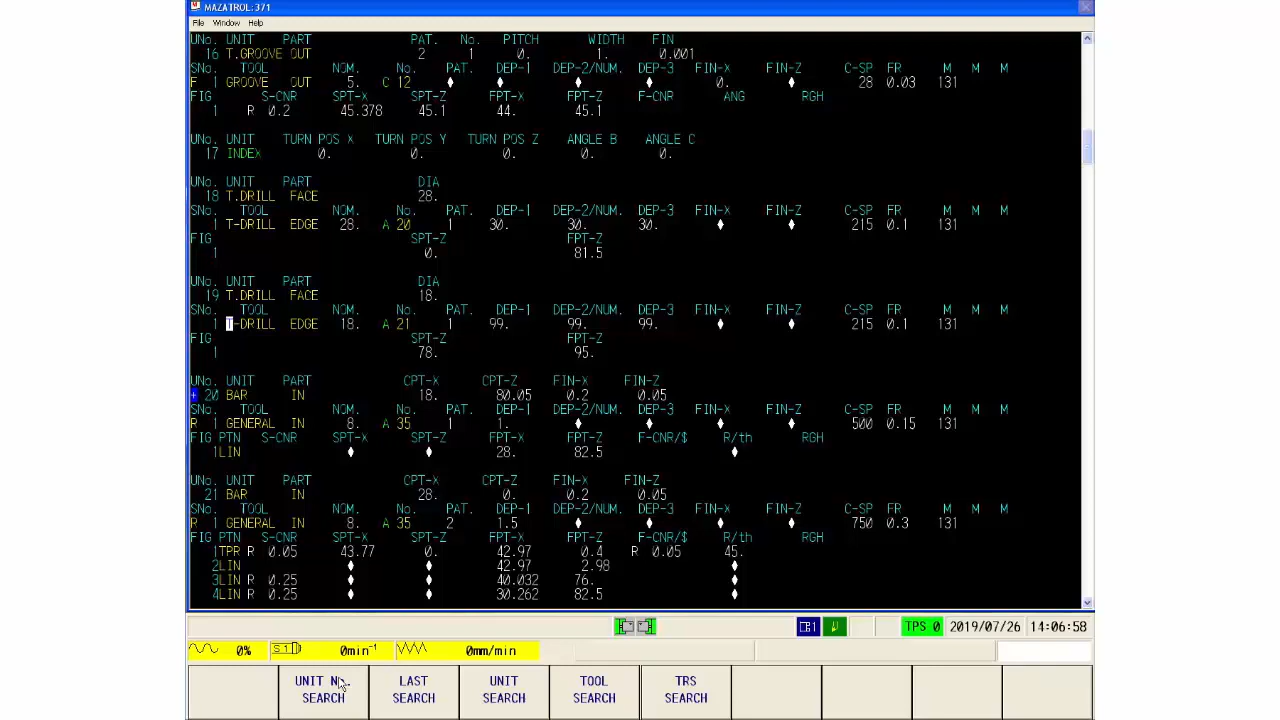 MAZATROL:371
File Window Help
UNo. UNIT PART PAT. No. PITCH WIDTH FIN
16 T.GROOVE OUT 2 1 0. 1. 0.001
SNo. TOOL NOM. No. PAT. DEP-1 DEP-2/NUM. DEP-3 FIN-X FIN-Z C-SP FR M M M
F 1 GROOVE OUT 5. C 12 ♦ ♦ ♦ ♦ 0. ♦ 28 0.03 131
FIG S-CNR SPT-X SPT-Z FPT-X FPT-Z F-CNR ANG RGH
1 R 0.2 45.378 45.1 44. 45.1
UNo. UNIT TURN POS X TURN POS Y TURN POS Z ANGLE B ANGLE C
17 INDEX 0. 0. 0. 0. 0.
UNo. UNIT PART DIA
18 T.DRILL FACE 28.
SNo. TOOL NOM. No. PAT. DEP-1 DEP-2/NUM. DEP-3 FIN-X FIN-Z C-SP FR M M M
1 T-DRILL EDGE 28. A 20 1 30. 30. 30. ♦ ♦ 215 0.1 131
FIG SPT-Z FPT-Z
1 0. 81.5
UNo. UNIT PART DIA
19 T.DRILL FACE 18.
SNo. TOOL NOM. No. PAT. DEP-1 DEP-2/NUM. DEP-3 FIN-X FIN-Z C-SP FR M M M
1 T-DRILL EDGE 18. A 21 1 99. 99. 99. ♦ ♦ 215 0.1 131
FIG SPT-Z FPT-Z
1 78. 95.
UNo. UNIT PART CPT-X CPT-Z FIN-X FIN-Z
+ 20 BAR IN 18. 80.05 0.2 0.05
SNo. TOOL NOM. No. PAT. DEP-1 DEP-2/NUM. DEP-3 FIN-X FIN-Z C-SP FR M M M
R 1 GENERAL IN 8. A 35 1 1. ♦ ♦ ♦ ♦ 500 0.15 131
FIG PTN S-CNR SPT-X SPT-Z FPT-X FPT-Z F-CNR/$ R/th RGH
1LIN ♦ ♦ 28. 82.5 ♦
UNo. UNIT PART CPT-X CPT-Z FIN-X FIN-Z
21 BAR IN 28. 0. 0.2 0.05
SNo. TOOL NOM. No. PAT. DEP-1 DEP-2/NUM. DEP-3 FIN-X FIN-Z C-SP FR M M M
R 1 GENERAL IN 8. A 35 2 1.5 ♦ ♦ ♦ ♦ 750 0.3 131
FIG PTN S-CNR SPT-X SPT-Z FPT-X FPT-Z F-CNR/$ R/th RGH
1TPR R 0.05 43.77 0. 42.97 0.4 R 0.05 45.
2LIN ♦ ♦ 42.97 2.98 ♦
3LIN R 0.25 ♦ ♦ 40.032 76. ♦
4LIN R 0.25 ♦ ♦ 30.262 82.5 ♦
TPS 0 2019/07/26 14:06:58
0% S 1 0min⁻¹ 0mm/min
UNIT No. SEARCH
LAST SEARCH
UNIT SEARCH
TOOL SEARCH
TRS SEARCH